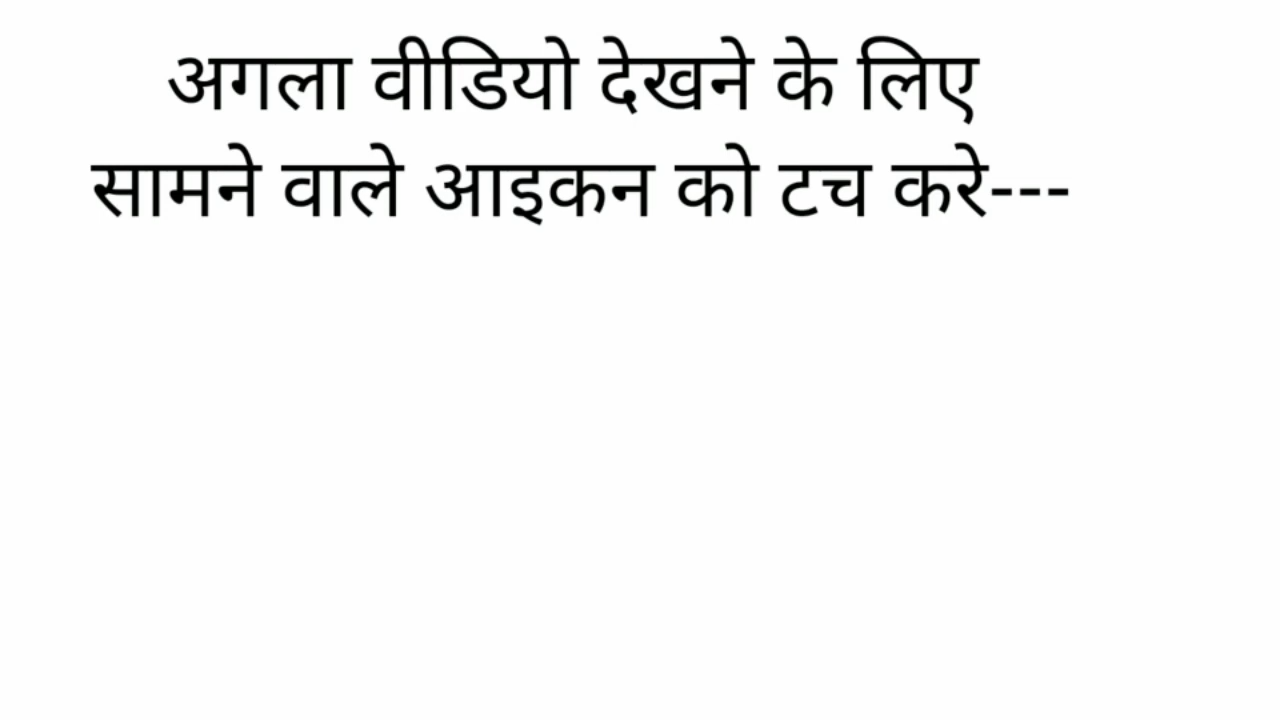 अगला वीडियो देखने के लिए
सामने वाले आइकन को टच करे---